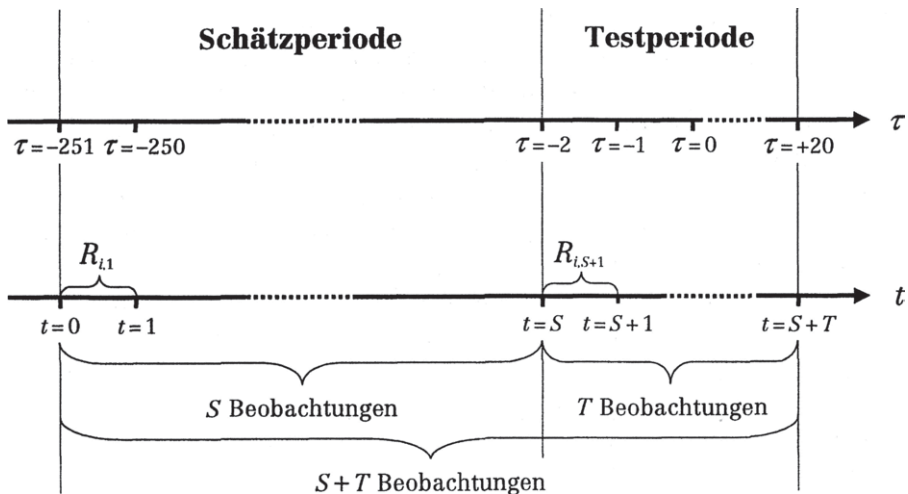 Schätzperiode Testperiode
τ
τ=–251 τ=–250 τ=–2 τ=–1 τ=0 τ=+20
R_{i,1} R_{i,S+1}
t
t=0 t=1 t=S t=S+1 t=S+T
S Beobachtungen T Beobachtungen
S+T Beobachtungen